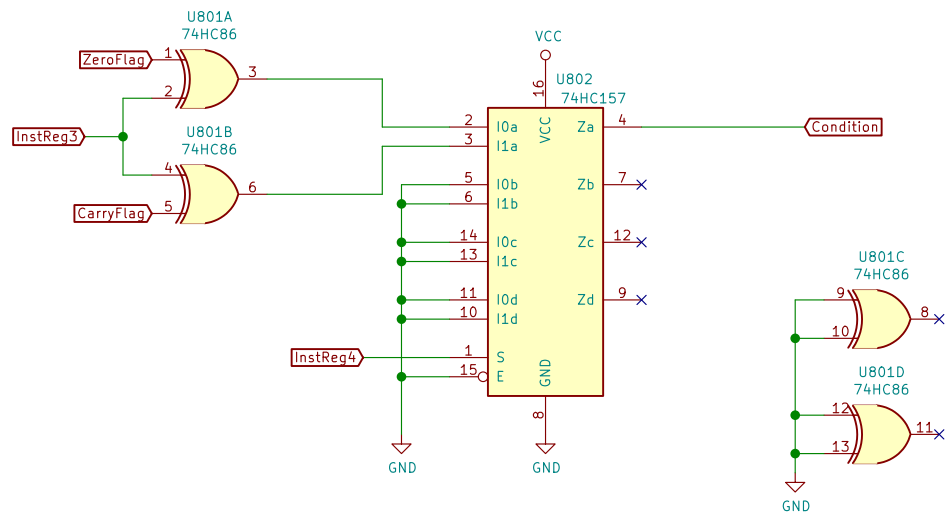 U801A
74HC86
ZeroFlag
1
2
3
InstReg3
U801B
74HC86
4
CarryFlag
5
6
VCC
16
U802
74HC157
VCC
2
I0a
3
I1a
5
I0b
6
I1b
14
I0c
13
I1c
11
I0d
10
I1d
InstReg4
1
S
15
E
Za
4
Condition
Zb
7
Zc
12
Zd
9
GND
8
GND
GND
U801C
74HC86
9
10
8
U801D
74HC86
12
13
11
GND